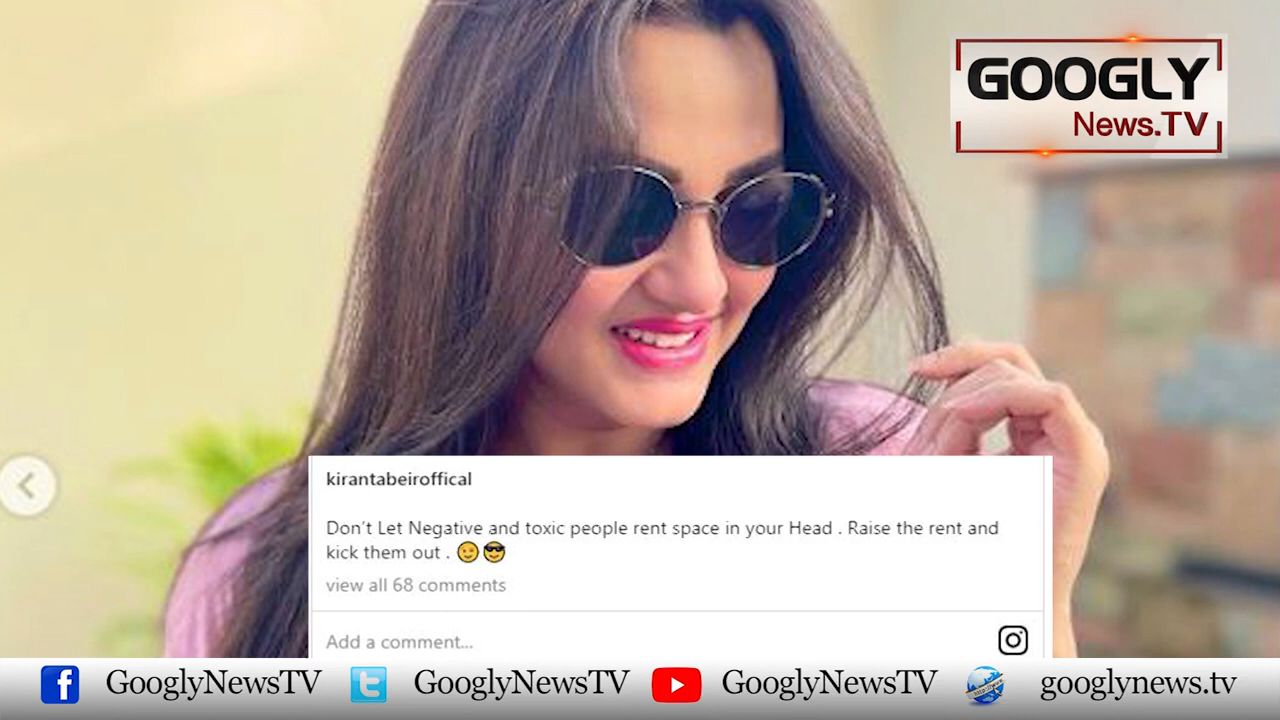 GOOGLY
News.TV
kirantabeiroffical
Don't Let Negative and toxic people rent space in your Head . Raise the rent and
kick them out . 😉😎
view all 68 comments
Add a comment...
GooglyNewsTV GooglyNewsTV GooglyNewsTV googlynews.tv